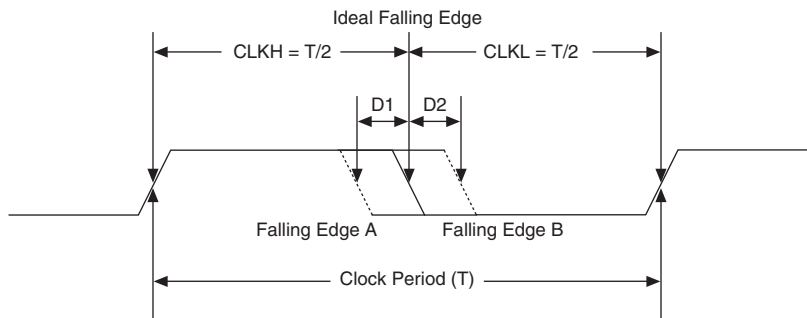 Ideal Falling Edge
CLKH = T/2
CLKL = T/2
D1
D2
Falling Edge A
Falling Edge B
Clock Period (T)